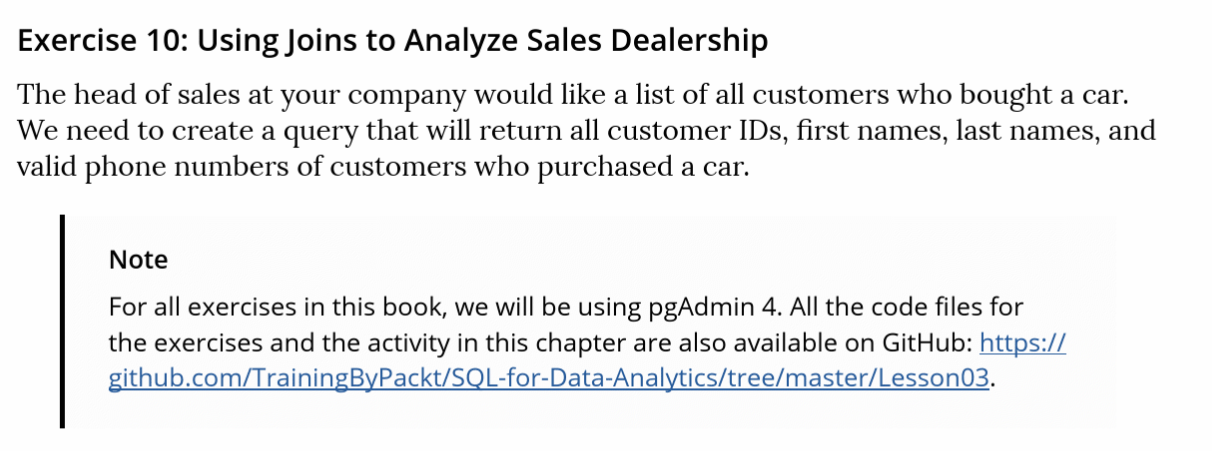 Exercise 10: Using Joins to Analyze Sales Dealership
The head of sales at your company would like a list of all customers who bought a car.
We need to create a query that will return all customer IDs, first names, last names, and
valid phone numbers of customers who purchased a car.
Note
For all exercises in this book, we will be using pgAdmin 4. All the code files for
the exercises and the activity in this chapter are also available on GitHub: https://
github.com/TrainingByPackt/SQL-for-Data-Analytics/tree/master/Lesson03.